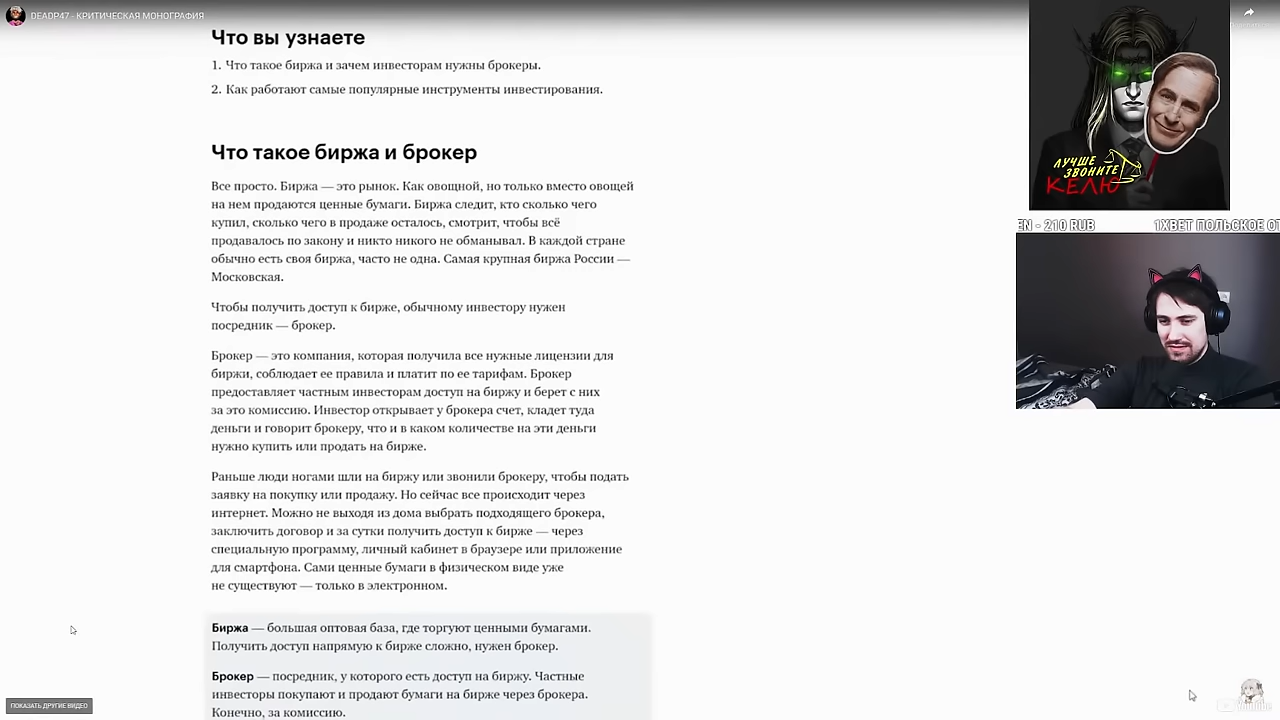 DEADP47 - КРИТИЧЕСКАЯ МОНОГРАФИЯ
Что вы узнаете
1. Что такое биржа и зачем инвесторам нужны брокеры.
2. Как работают самые популярные инструменты инвестирования.
Что такое биржа и брокер
Все просто. Биржа — это рынок. Как овощной, но только вместо овощей
на нем продаются ценные бумаги. Биржа следит, кто сколько чего
купил, сколько чего в продаже осталось, смотрит, чтобы всё
продавалось по закону и никто никого не обманывал. В каждой стране
обычно есть своя биржа, часто не одна. Самая крупная биржа России —
Московская.
Чтобы получить доступ к бирже, обычному инвестору нужен
посредник — брокер.
Брокер — это компания, которая получила все нужные лицензии для
биржи, соблюдает ее правила и платит по ее тарифам. Брокер
предоставляет частным инвесторам доступ на биржу и берет с них
за это комиссию. Инвестор открывает у брокера счет, кладет туда
деньги и говорит брокеру, что и в каком количестве на эти деньги
нужно купить или продать на бирже.
Раньше люди ногами шли на биржу или звонили брокеру, чтобы подать
заявку на покупку или продажу. Но сейчас все происходит через
интернет. Можно не выходя из дома выбрать подходящего брокера,
заключить договор и за сутки получить доступ к бирже — через
специальную программу, личный кабинет в браузере или приложение
для смартфона. Сами ценные бумаги в физическом виде уже
не существуют — только в электронном.
Биржа — большая оптовая база, где торгуют ценными бумагами.
Получить доступ напрямую к бирже сложно, нужен брокер.
Брокер — посредник, у которого есть доступ на биржу. Частные
инвесторы покупают и продают бумаги на бирже через брокера.
Конечно, за комиссию.
ПОКАЗАТЬ ДРУГИЕ ВИДЕО
ЛУЧШЕ
ЗВОНИТЕ
КЕЛЮ
EN - 210 RUB 1XBET ПОЛЬСКОЕ ОТ
YouTube